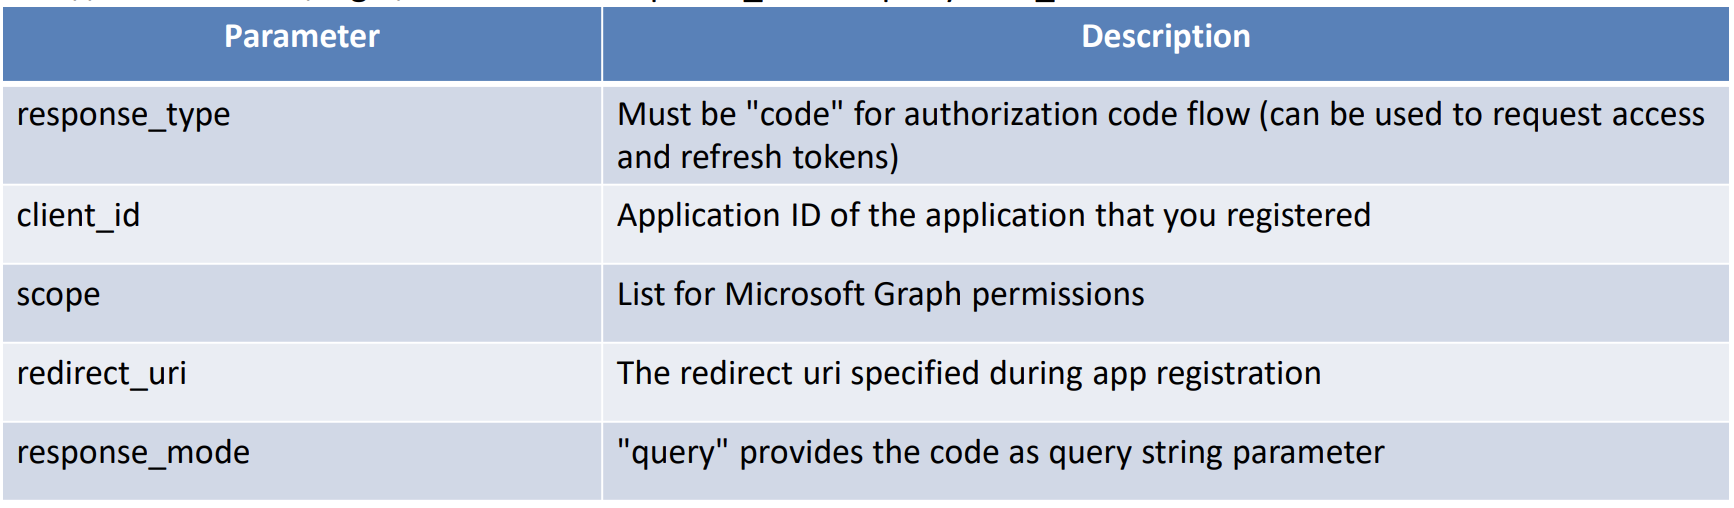 Parameter Description
response_type Must be "code" for authorization code flow (can be used to request access
and refresh tokens)
client_id Application ID of the application that you registered
scope List for Microsoft Graph permissions
redirect_uri The redirect uri specified during app registration
response_mode "query" provides the code as query string parameter